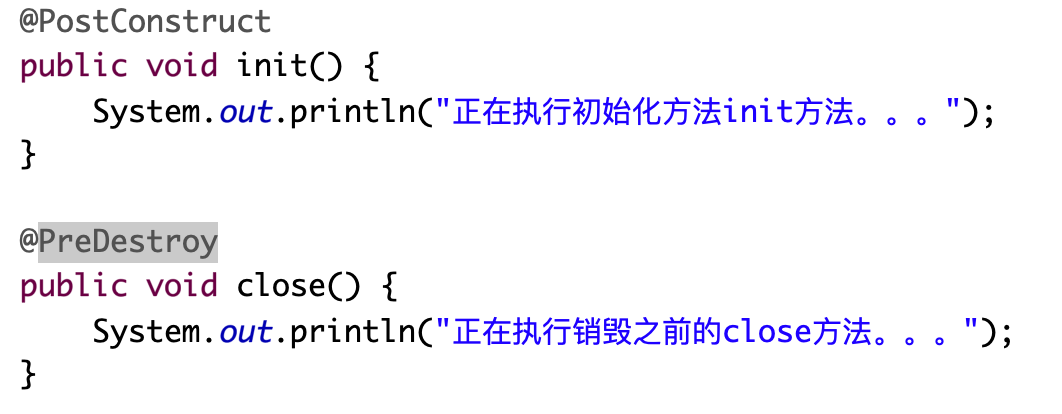 @PostConstruct
public void init() {
    System.out.println("正在执行初始化方法init方法。。。");
}
@PreDestroy
public void close() {
    System.out.println("正在执行销毁之前的close方法。。。");
}